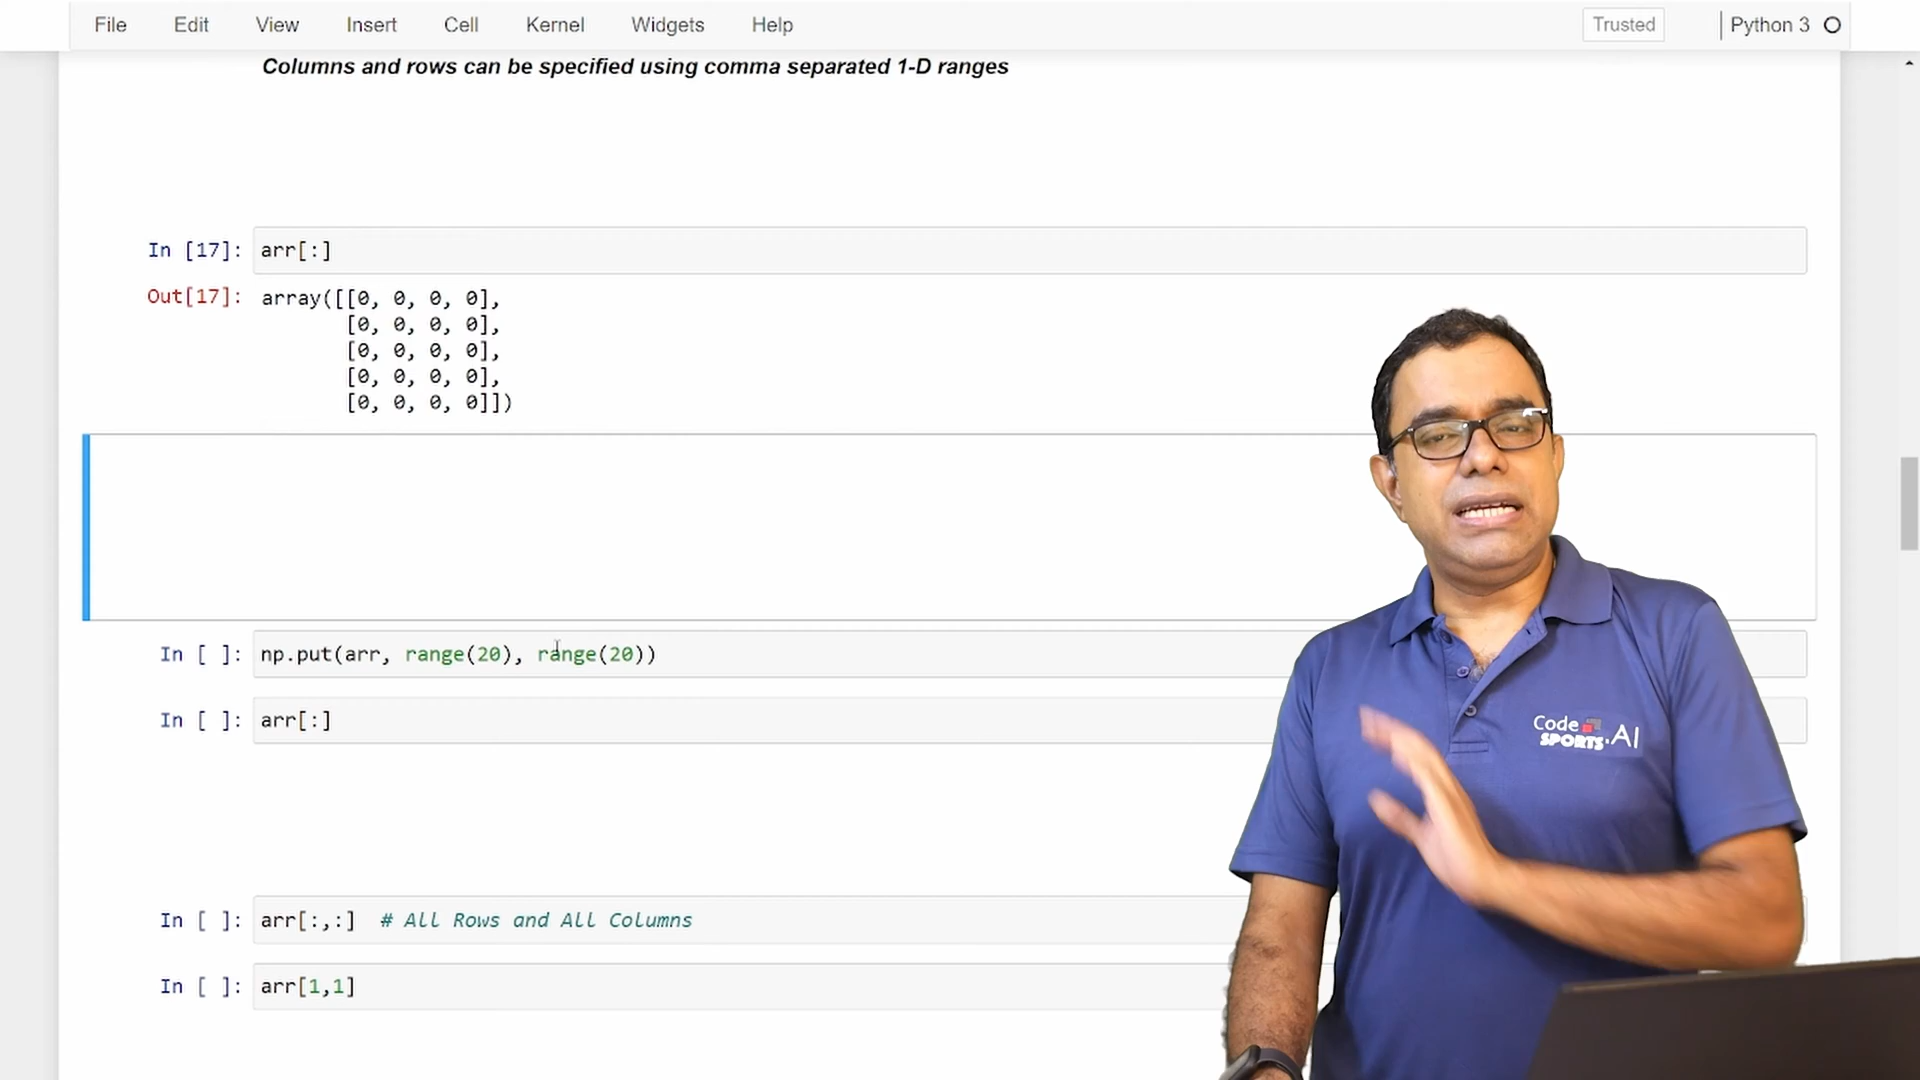 File Edit View Insert Cell Kernel Widgets Help Trusted Python 3
Columns and rows can be specified using comma separated 1-D ranges
In [17]: arr[:]
Out[17]: array([[0, 0, 0, 0],
[0, 0, 0, 0],
[0, 0, 0, 0],
[0, 0, 0, 0],
[0, 0, 0, 0]])
In [ ]: np.put(arr, range(20), range(20))
In [ ]: arr[:]
Code
SPORTS.AI
In [ ]: arr[:,:] # All Rows and All Columns
In [ ]: arr[1,1]